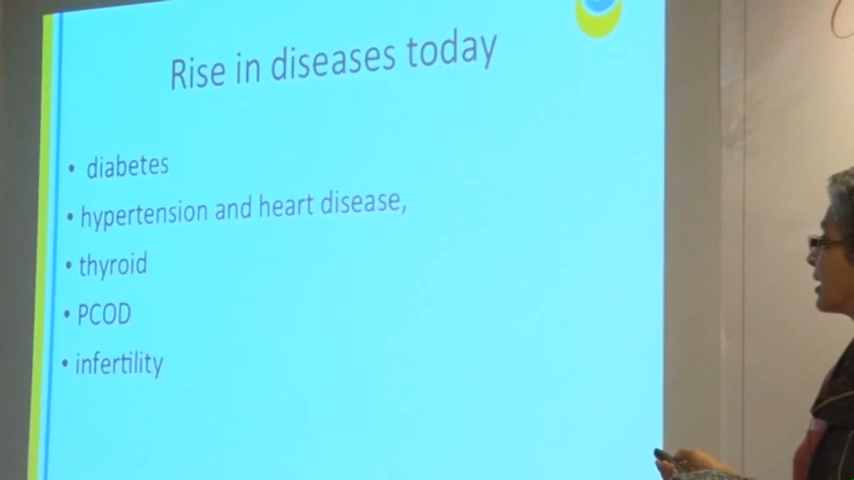 Rise in diseases today
• diabetes
• hypertension and heart disease,
• thyroid
• PCOD
• infertility